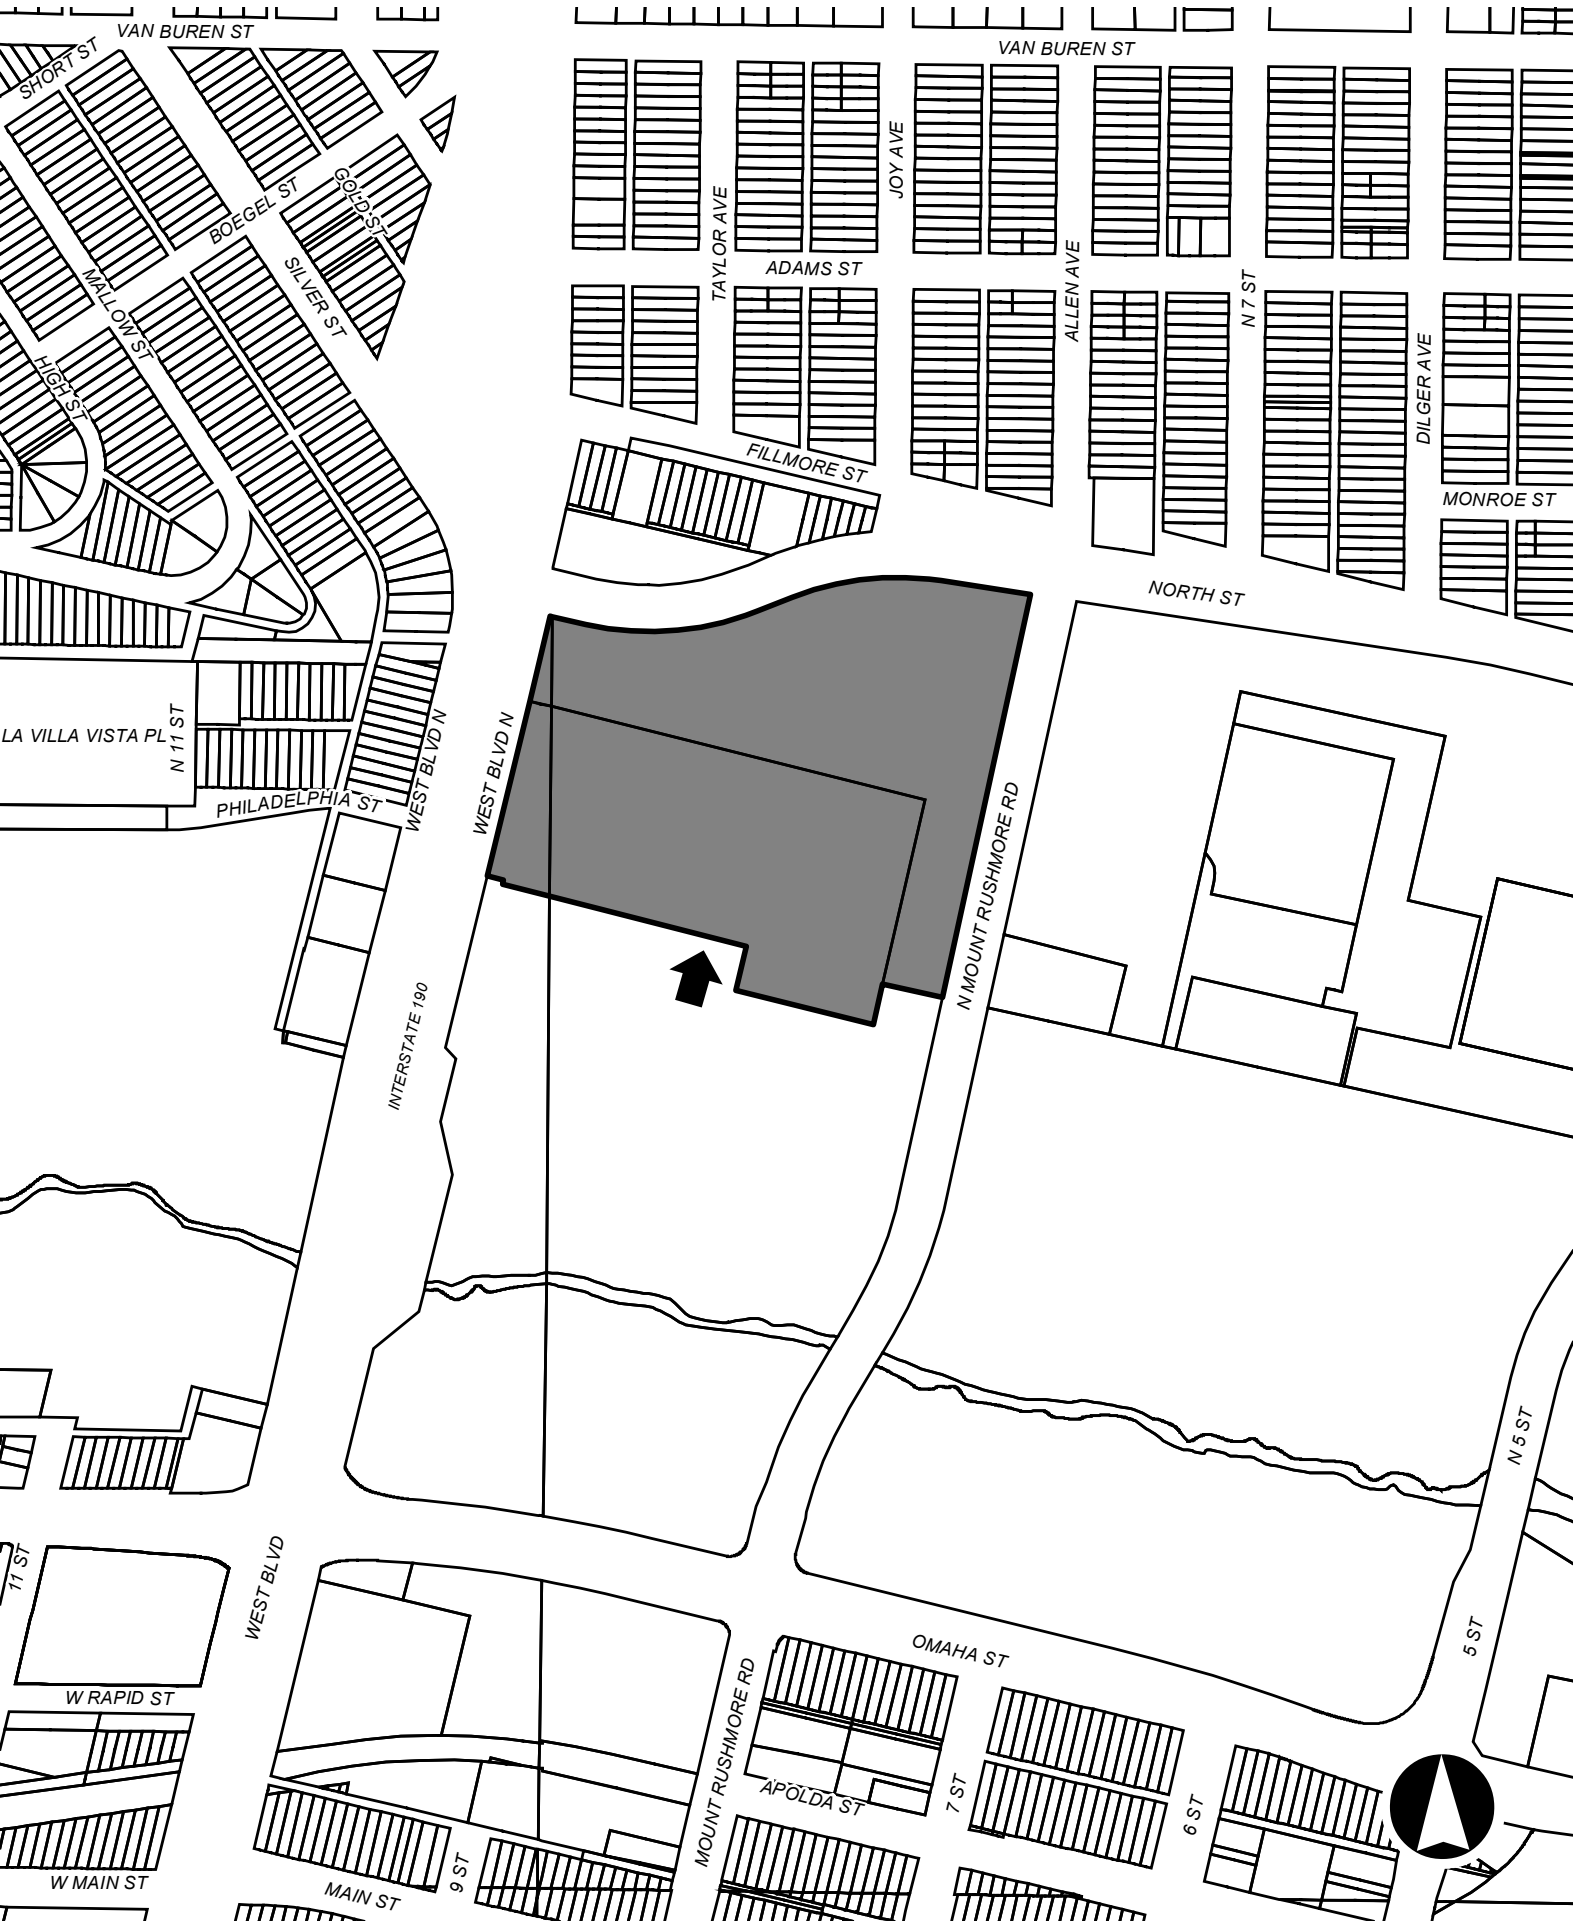 VAN BUREN ST
VAN BUREN ST
SHORT ST
BOEGEL ST
GOLD ST
JOY AVE
TAYLOR AVE
ADAMS ST
MALLOW ST
SILVER ST
ALLEN AVE
N 7 ST
HIGH ST
DILGER AVE
FILLMORE ST
MONROE ST
NORTH ST
LA VILLA VISTA PL
N 11 ST
WEST BLVD N
WEST BLVD N
PHILADELPHIA ST
N MOUNT RUSHMORE RD
INTERSTATE 190
N 5 ST
11 ST
WEST BLVD
OMAHA ST
5 ST
W RAPID ST
MOUNT RUSHMORE RD
APOLDA ST
7 ST
6 ST
W MAIN ST
9 ST
MAIN ST